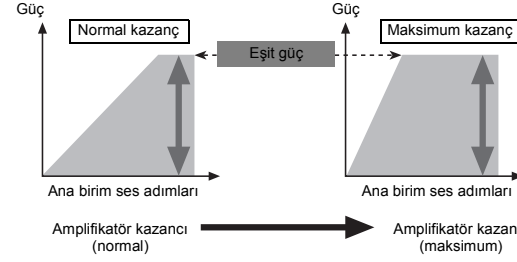 Güç
Normal kazanç
Eşit güç
Güç
Maksimum kazanç
Ana birim ses adımları
Ana birim ses adımları
Amplifikatör kazancı
(normal)
Amplifikatör kazan
(maksimum)